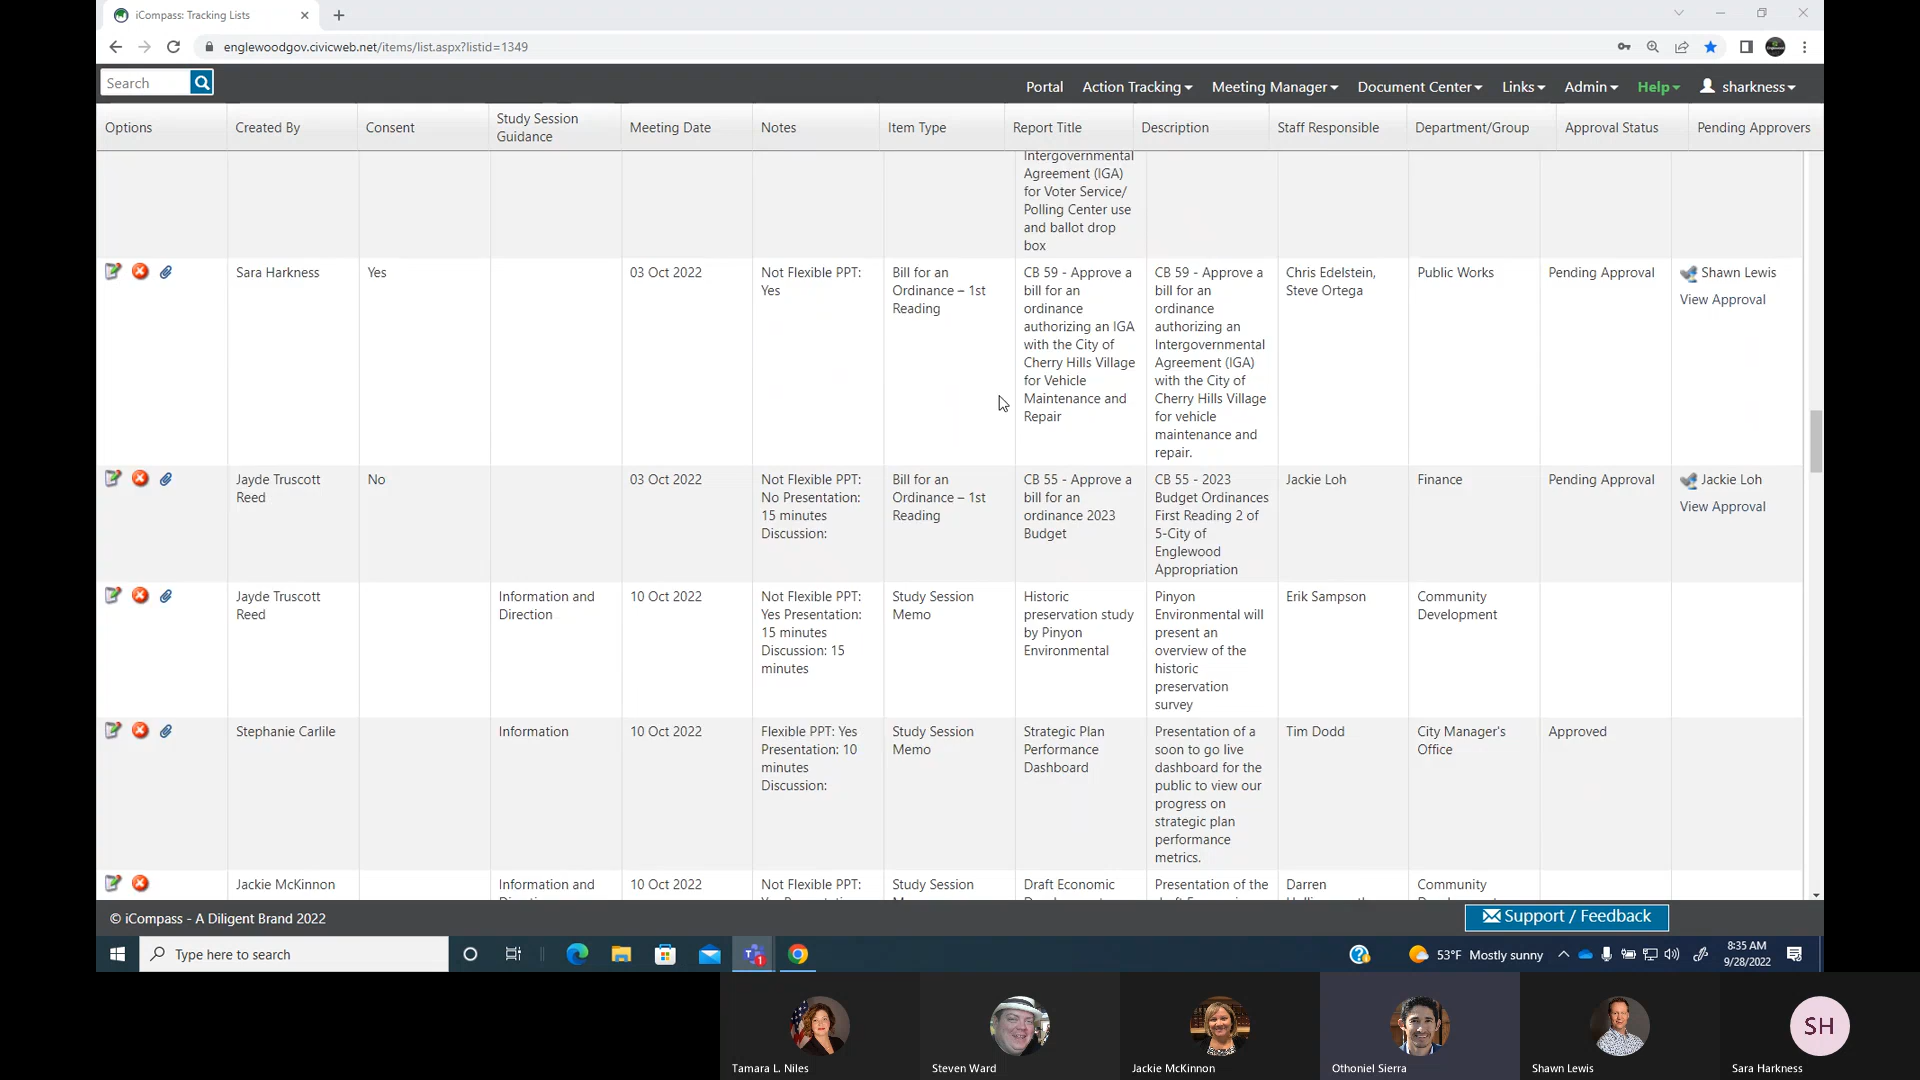 iCompass: Tracking Lists
englewoodgov.civicweb.net/items/list.aspx?listid=1349
Search
Portal
Action Tracking
Meeting Manager
Document Center
Links
Admin
Help
sharkness
Options
Created By
Consent
Study Session
Guidance
Meeting Date
Notes
Item Type
Report Title
Description
Staff Responsible
Department/Group
Approval Status
Pending Approvers
Intergovernmental
Agreement (IGA)
for Voter Service/
Polling Center use
and ballot drop
box
Sara Harkness
Yes
03 Oct 2022
Not Flexible PPT:
Yes
Bill for an
Ordinance – 1st
Reading
CB 59 - Approve a
bill for an
ordinance
authorizing an IGA
with the City of
Cherry Hills Village
for Vehicle
Maintenance and
Repair
CB 59 - Approve a
bill for an
ordinance
authorizing an
Intergovernmental
Agreement (IGA)
with the City of
Cherry Hills Village
for vehicle
maintenance and
repair.
Chris Edelstein,
Steve Ortega
Public Works
Pending Approval
Shawn Lewis
View Approval
Jayde Truscott
Reed
No
03 Oct 2022
Not Flexible PPT:
No Presentation:
15 minutes
Discussion:
Bill for an
Ordinance – 1st
Reading
CB 55 - Approve a
bill for an
ordinance 2023
Budget
CB 55 - 2023
Budget Ordinances
First Reading 2 of
5-City of
Englewood
Appropriation
Jackie Loh
Finance
Pending Approval
Jackie Loh
View Approval
Jayde Truscott
Reed
Information and
Direction
10 Oct 2022
Not Flexible PPT:
Yes Presentation:
15 minutes
Discussion: 15
minutes
Study Session
Memo
Historic
preservation study
by Pinyon
Environmental
Pinyon
Environmental will
present an
overview of the
historic
preservation
survey
Erik Sampson
Community
Development
Stephanie Carlile
Information
10 Oct 2022
Flexible PPT: Yes
Presentation: 10
minutes
Discussion:
Study Session
Memo
Strategic Plan
Performance
Dashboard
Presentation of a
soon to go live
dashboard for the
public to view our
progress on
strategic plan
performance
metrics.
Tim Dodd
City Manager's
Office
Approved
Jackie McKinnon
Information and
10 Oct 2022
Not Flexible PPT:
Study Session
Draft Economic
Presentation of the
Darren
Community
© iCompass - A Diligent Brand 2022
Support / Feedback
Type here to search
1
53°F Mostly sunny
8:35 AM
9/28/2022
Tamara L. Niles
Steven Ward
Jackie McKinnon
Othoniel Sierra
Shawn Lewis
SH
Sara Harkness